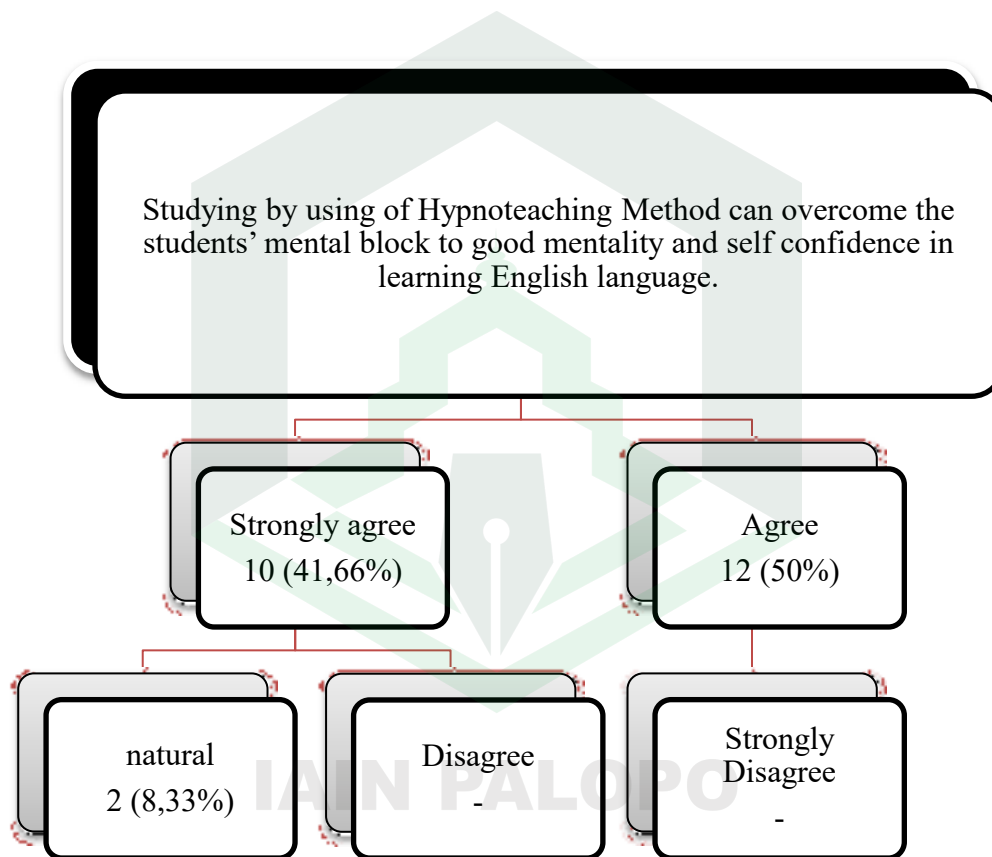 Studying by using of Hypnoteaching Method can overcome the
students’ mental block to good mentality and self confidence in
learning English language.
Strongly agree
10 (41,66%)
Agree
12 (50%)
natural
2 (8,33%)
Disagree
-
Strongly
Disagree
-
IAIN PALOPO